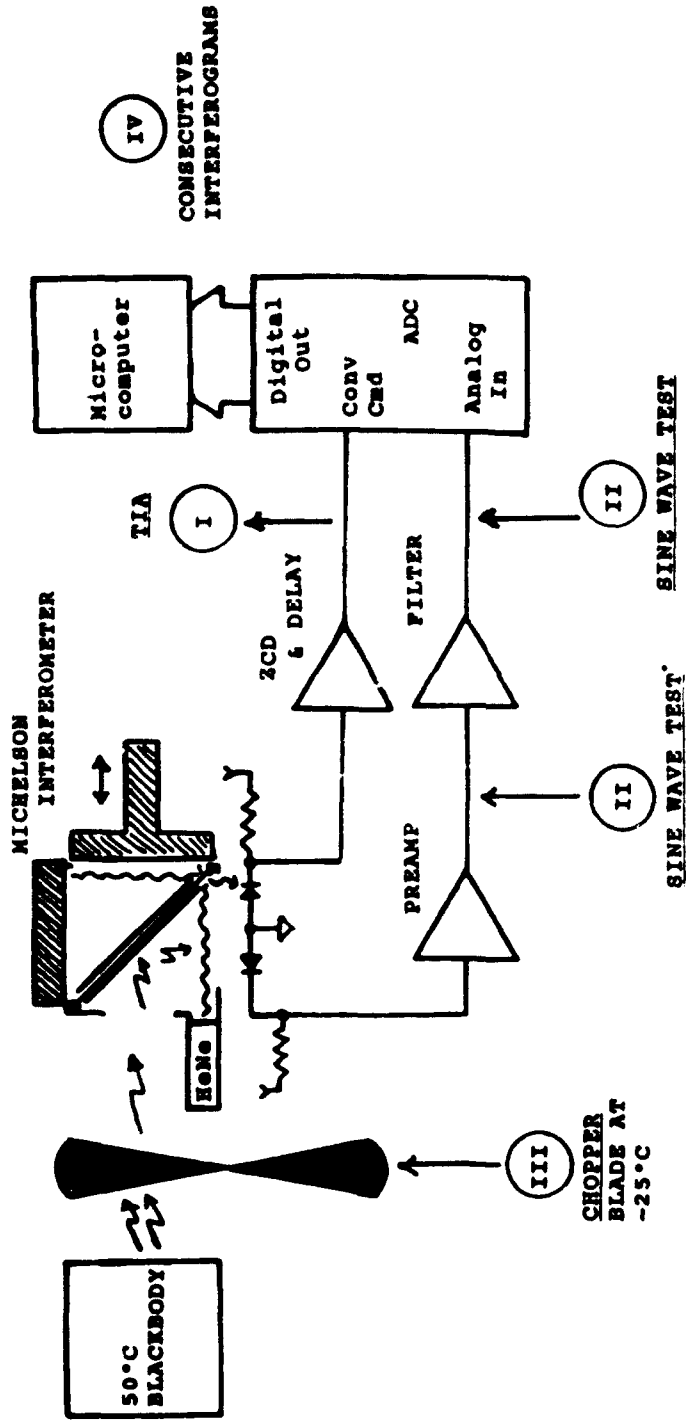 50°C
BLACKBODY
III
CHOPPER
BLADE AT
~25°C
HeNe
MICHELSON
INTERFEROMETER
PREAMP
II
SINE WAVE TEST
ZCD
& DELAY
FILTER
TIA
I
II
SINE WAVE TEST
Micro-
computer
Digital
Out
Conv
Cmd
ADC
Analog
In
IV
CONSECUTIVE
INTERFEROGRAMS